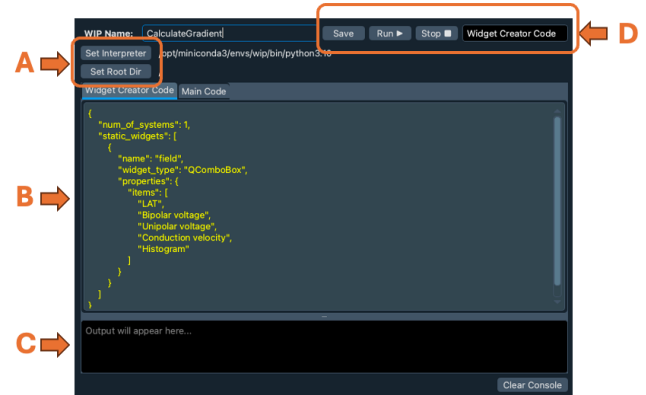 WIP Name: CalculateGradient Save Run ▶ Stop ■ Widget Creator Code
D
A
Set Interpreter /opt/miniconda3/envs/wip/bin/python3.10
Set Root Dir
Widget Creator Code Main Code
{
"num_of_systems": 1,
"static_widgets": [
{
"name": "field",
"widget_type": "QComboBox",
"properties": {
"items": [
"LAT",
"Bipolar voltage",
"Unipolar voltage",
"Conduction velocity",
"Histogram"
]
}
}
]
}
B
Output will appear here...
C
Clear Console